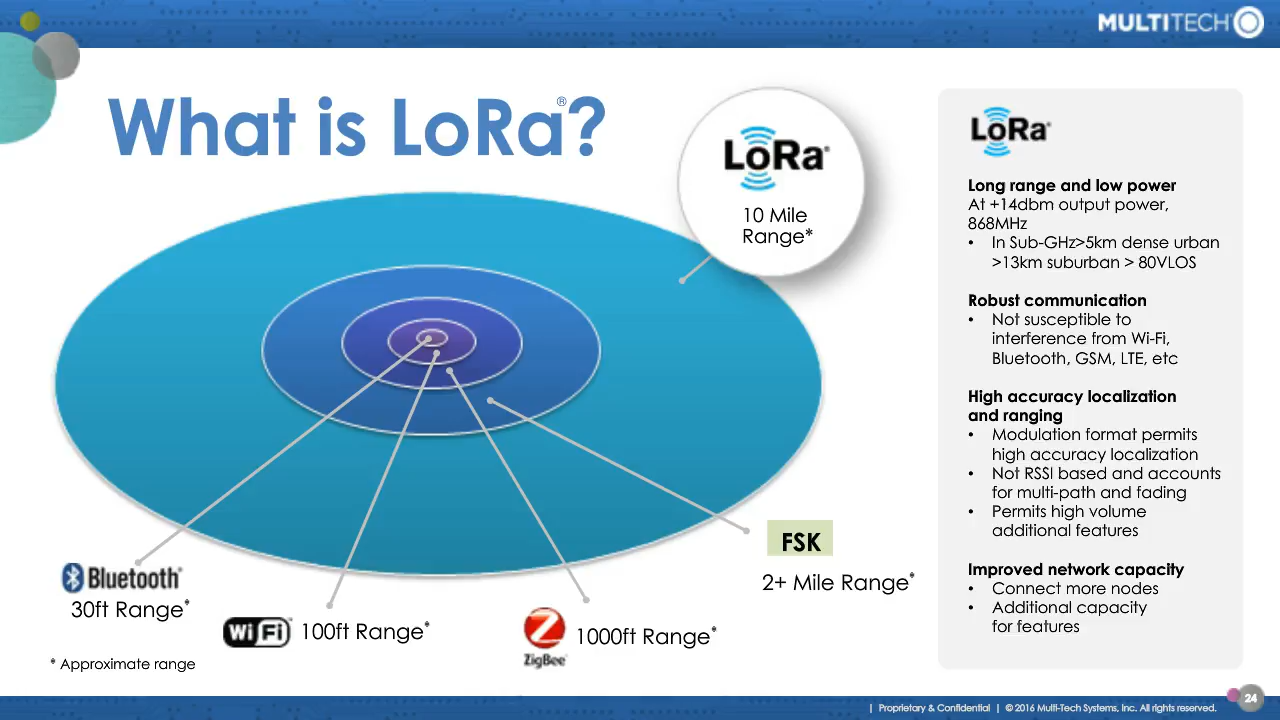 MULTITECH
What is LoRa®?
LoRa®
10 Mile
Range*
Bluetooth®
30ft Range*
WiFi
100ft Range*
ZigBee®
1000ft Range*
FSK
2+ Mile Range*
* Approximate range
LoRa®
Long range and low power
At +14dbm output power,
868MHz
• In Sub-GHz>5km dense urban
>13km suburban > 80VLOS
Robust communication
• Not susceptible to
interference from Wi-Fi,
Bluetooth, GSM, LTE, etc
High accuracy localization
and ranging
• Modulation format permits
high accuracy localization
• Not RSSI based and accounts
for multi-path and fading
• Permits high volume
additional features
Improved network capacity
• Connect more nodes
• Additional capacity
for features
| Proprietary & Confidential | © 2016 Multi-Tech Systems, Inc. All rights reserved.
24